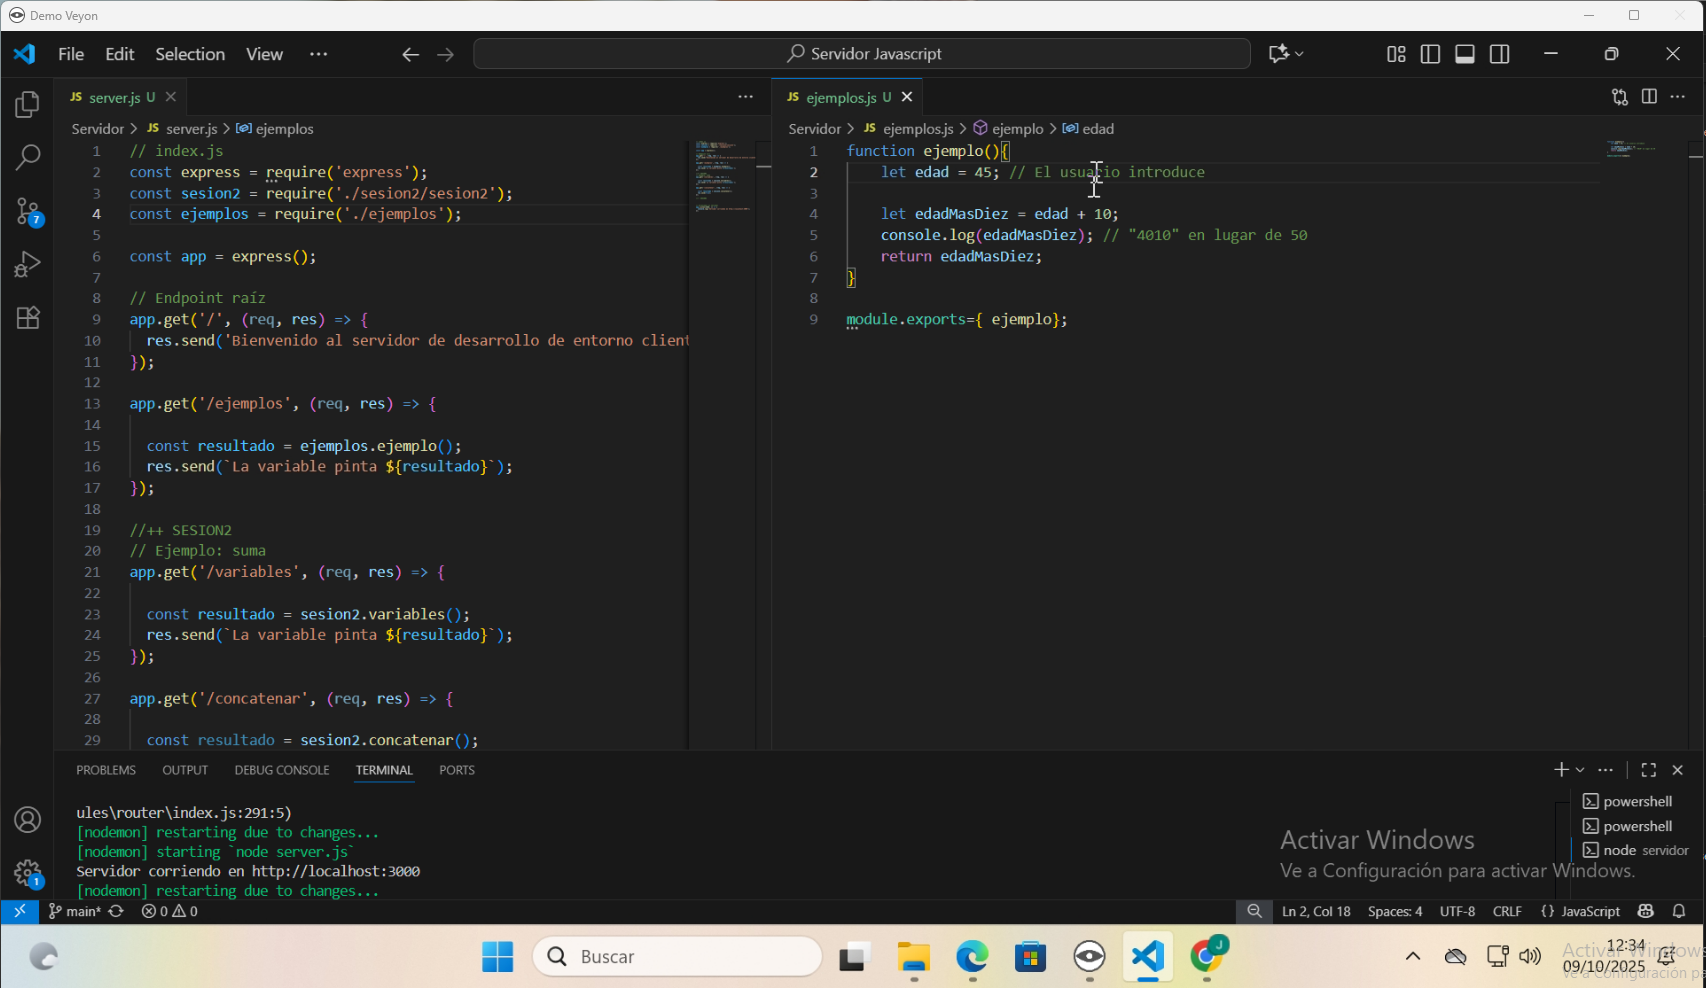 Demo Veyon
File Edit Selection View ··· Servidor Javascript
JS server.js U
JS ejemplos.js U
Servidor > JS server.js > ejemplos
1 // index.js
2 const express = require('express');
3 const sesion2 = require('./sesion2/sesion2');
4 const ejemplos = require('./ejemplos');
5
6 const app = express();
7
8 // Endpoint raíz
9 app.get('/', (req, res) => {
10 res.send('Bienvenido al servidor de desarrollo de entorno client
11 });
12
13 app.get('/ejemplos', (req, res) => {
14
15 const resultado = ejemplos.ejemplo();
16 res.send(`La variable pinta ${resultado}`);
17 });
18
19 //++ SESION2
20 // Ejemplo: suma
21 app.get('/variables', (req, res) => {
22
23 const resultado = sesion2.variables();
24 res.send(`La variable pinta ${resultado}`);
25 });
26
27 app.get('/concatenar', (req, res) => {
28
29 const resultado = sesion2.concatenar();
Servidor > JS ejemplos.js > ejemplo > edad
1 function ejemplo(){
2 let edad = 45; // El usuario introduce
3
4 let edadMasDiez = edad + 10;
5 console.log(edadMasDiez); // "4010" en lugar de 50
6 return edadMasDiez;
7 }
8
9 module.exports={ ejemplo};
7
1
PROBLEMS OUTPUT DEBUG CONSOLE TERMINAL PORTS
ules\router\index.js:291:5)
[nodemon] restarting due to changes...
[nodemon] starting `node server.js`
Servidor corriendo en http://localhost:3000
[nodemon] restarting due to changes...
powershell
powershell
node servidor
Activar Windows
Ve a Configuración para activar Windows.
main* 0 0 Ln 2, Col 18 Spaces: 4 UTF-8 CRLF {} JavaScript
Buscar
J
12:34
09/10/2025
Activar Windows
Ve a Configuración pa